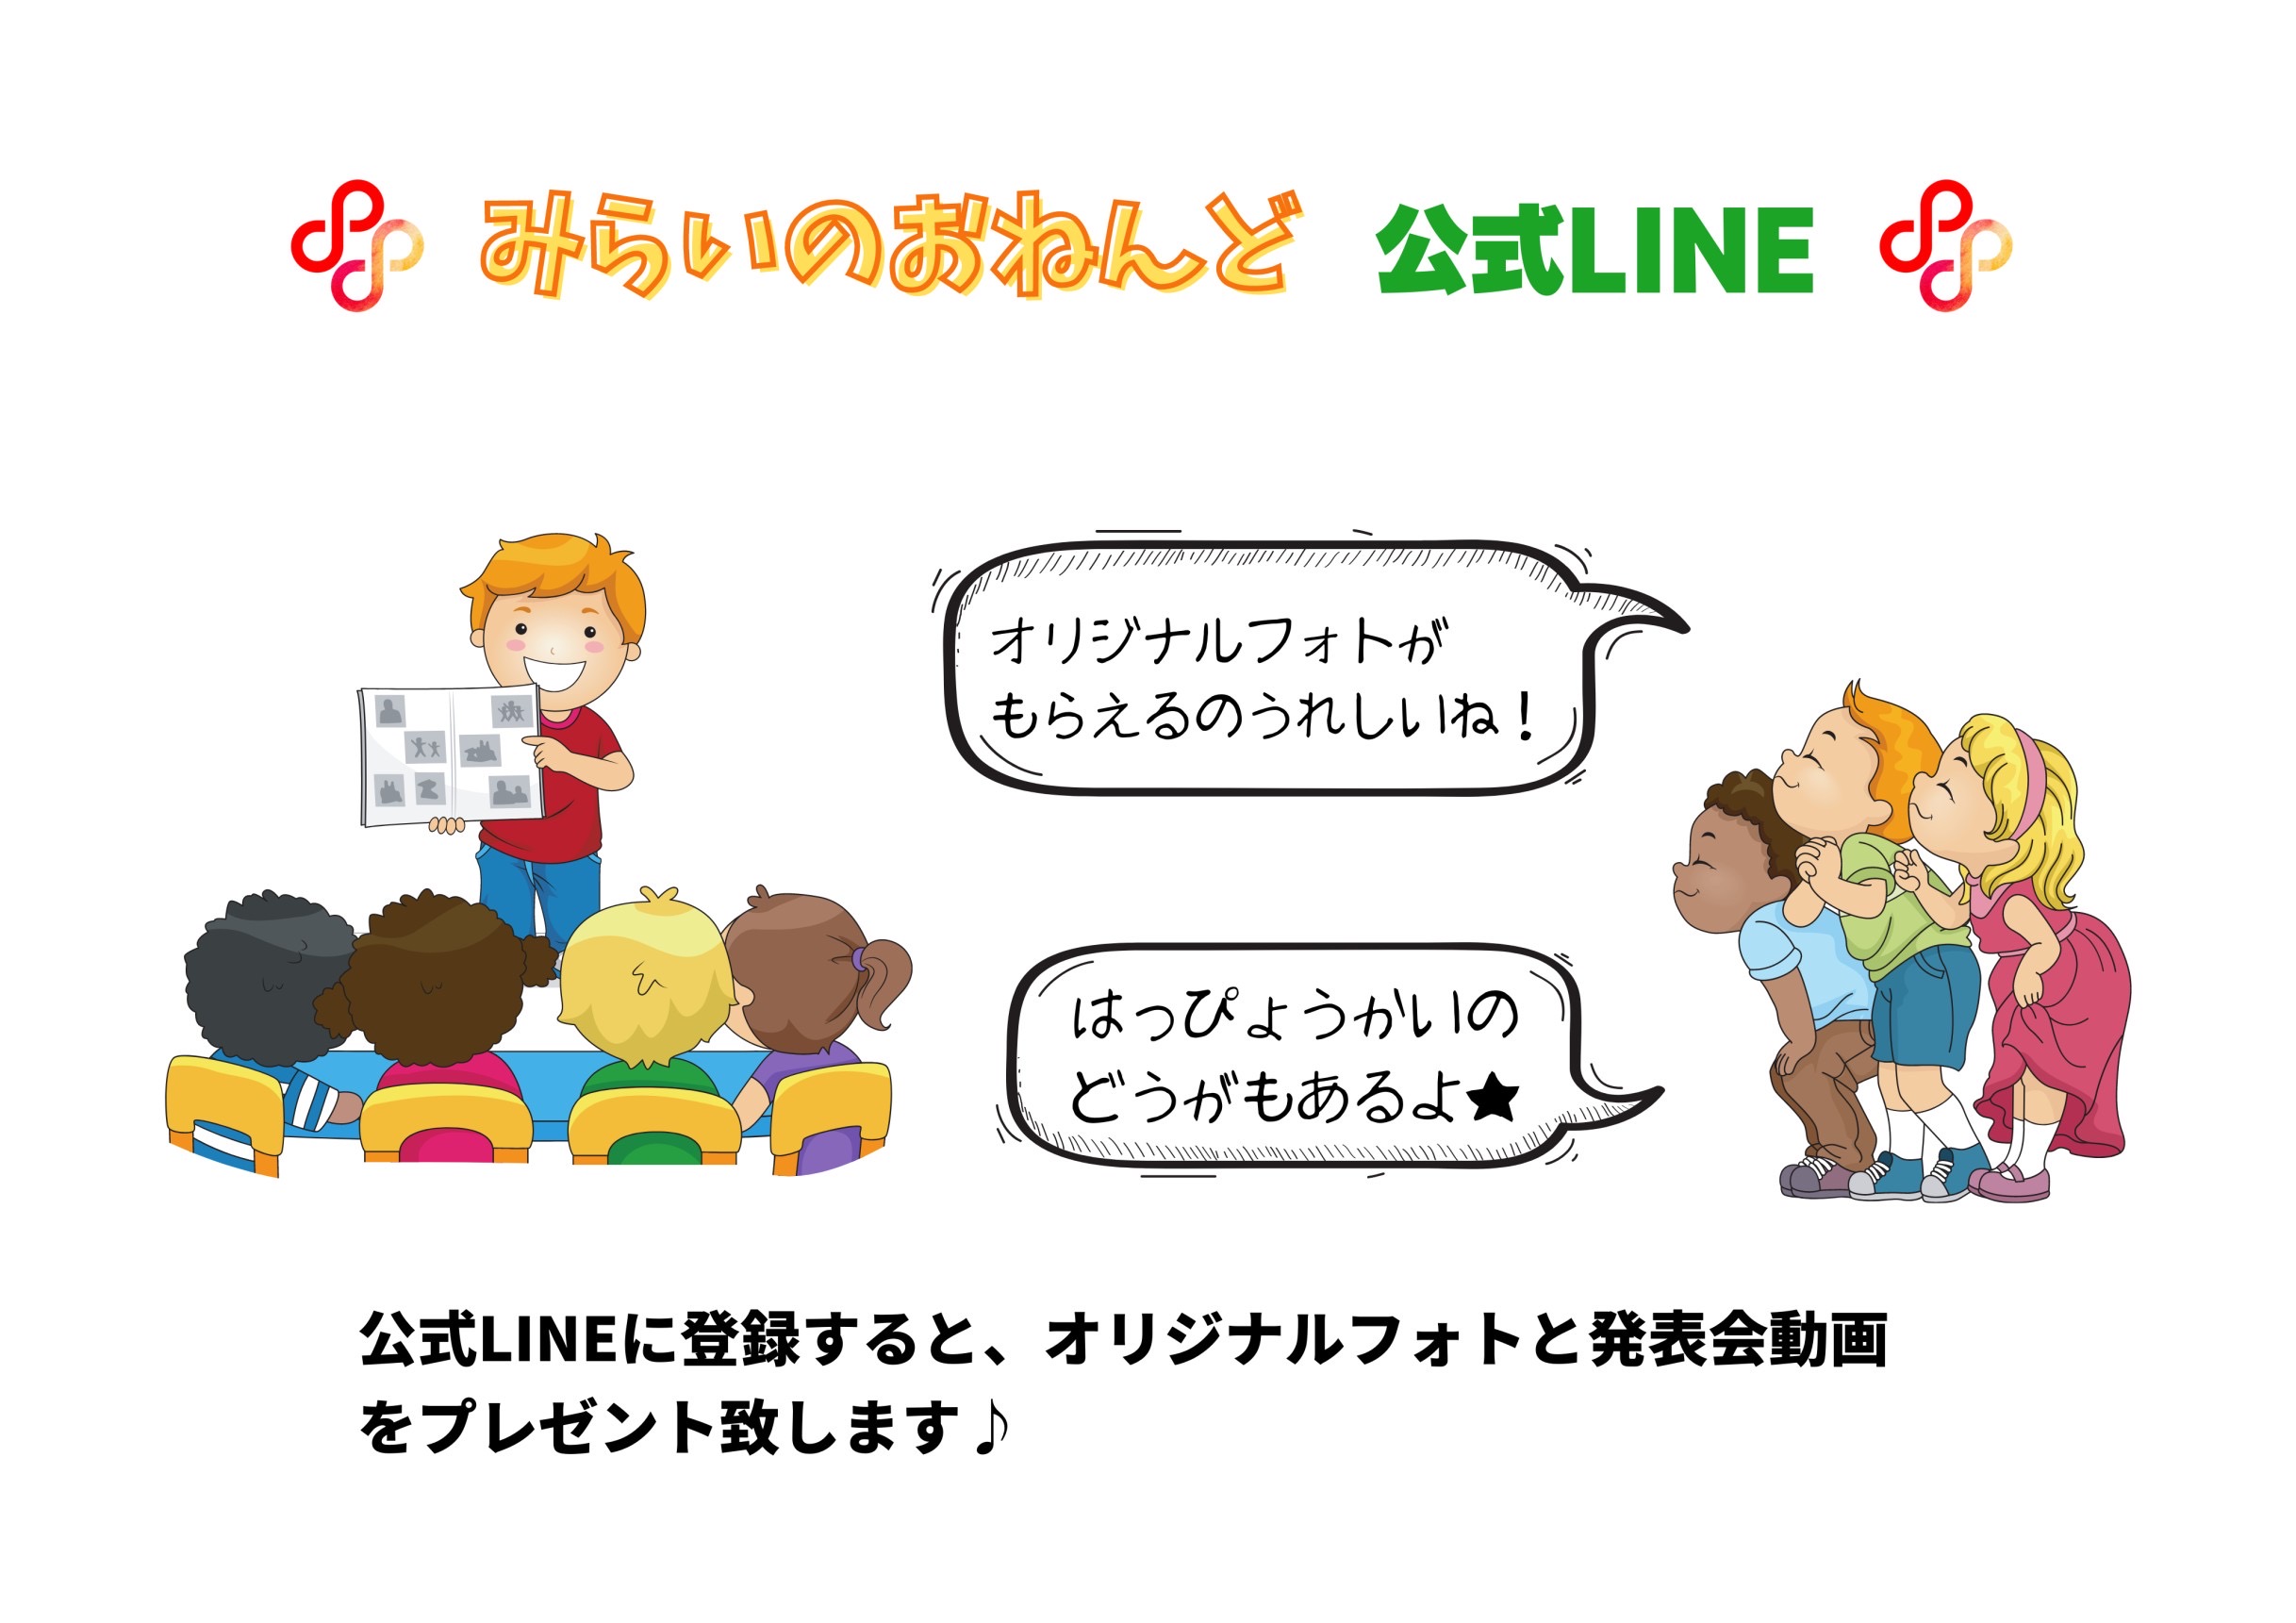 みらいのおねんど 公式LINE
オリジナルフォトが
もらえるのうれしいね！
はっぴょうかいの
どうがもあるよ★
公式LINEに登録すると、オリジナルフォトと発表会動画
をプレゼント致します♪